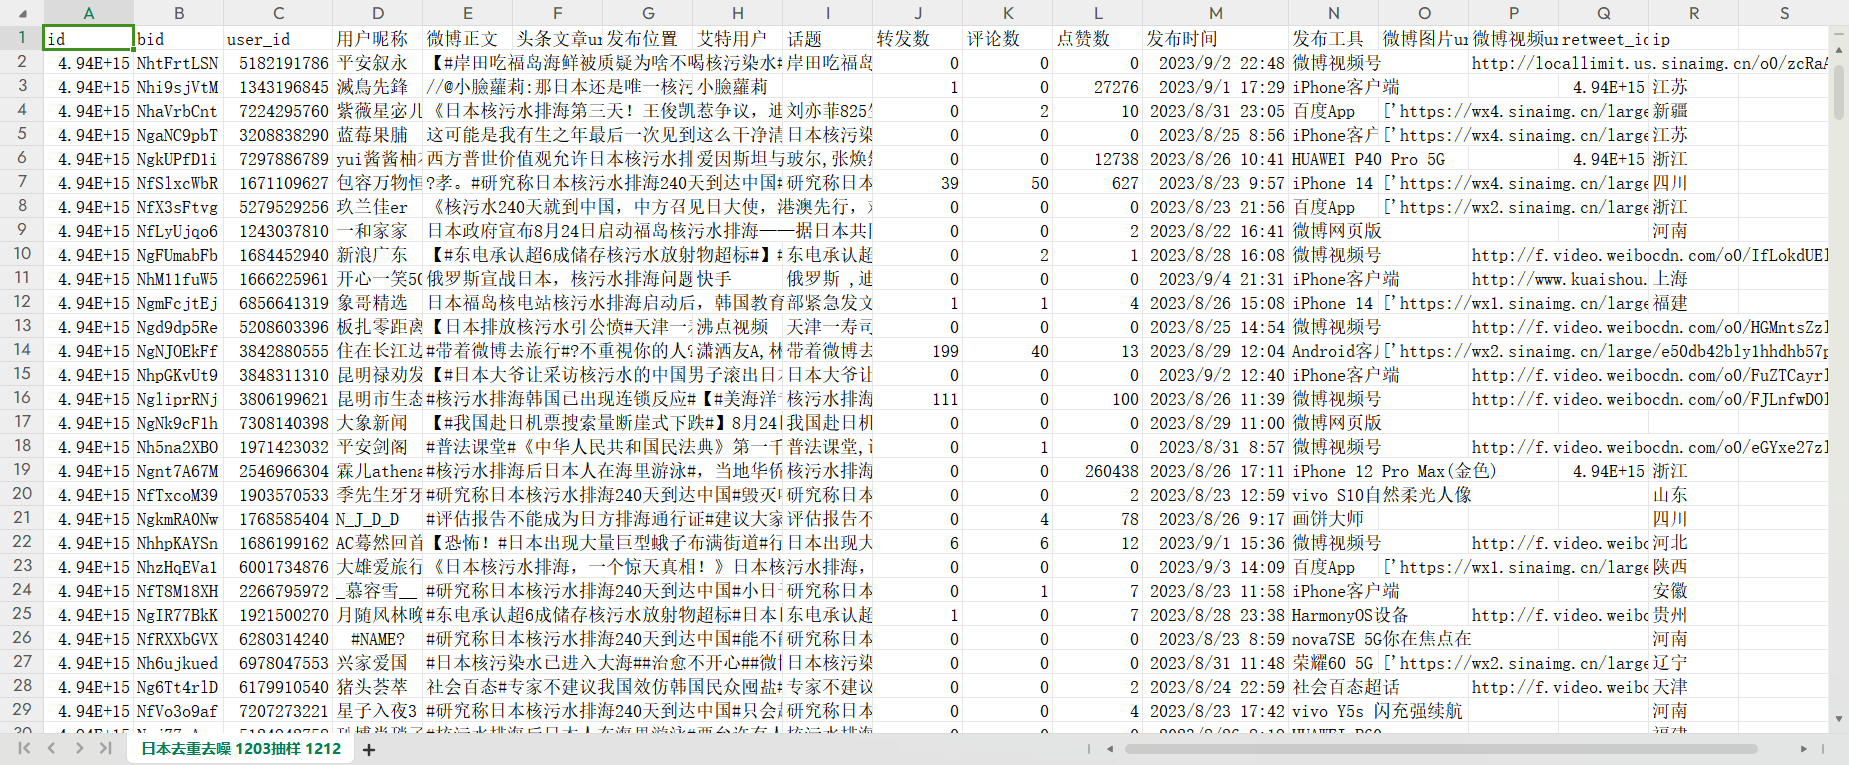 A B C D E F G H I J K L M N O P Q R S
1 id bid user_id 用户昵称 微博正文 头条文章ur 发布位置 艾特用户 话题 转发数 评论数 点赞数 发布时间 发布工具 微博图片ur 微博视频ur retweet_id ip
2 4.94E+15 NhtFrtLSN 5182191786 平安叙永 【#岸田吃福岛海鲜被质疑为啥不喝核污染水# 岸田吃福岛 0 0 0 2023/9/2 22:48 微博视频号 http://locallimit.us.sinaimg.cn/o0/zcRaA
3 4.94E+15 Nhi9sjVtM 1343196845 滅鳥先鋒 //@小臉蘿莉:那日本还是唯一核污 小臉蘿莉 1 0 27276 2023/9/1 17:29 iPhone客户端 4.94E+15 江苏
4 4.94E+15 NhaVrbCnt 7224295760 紫薇星宓儿 《日本核污水排海第三天！王俊凯惹争议，迪 刘亦菲825生 0 2 10 2023/8/31 23:05 百度App ['https://wx4.sinaimg.cn/large 新疆
5 4.94E+15 NgaNC9pbT 3208838290 蓝莓果脯 这可能是我有生之年最后一次见到这么干净清 日本核污染 0 0 0 2023/8/25 8:56 iPhone客户 ['https://wx4.sinaimg.cn/large 江苏
6 4.94E+15 NgkUPfD1i 7297886789 yui酱酱柚 西方普世价值观允许日本核污水排 爱因斯坦与玻尔,张焕 0 0 12738 2023/8/26 10:41 HUAWEI P40 Pro 5G 4.94E+15 浙江
7 4.94E+15 NfSlxcWbR 1671109627 包容万物恒 ?孝。#研究称日本核污水排海240天到达中国# 研究称日本 39 50 627 2023/8/23 9:57 iPhone 14 ['https://wx4.sinaimg.cn/large 四川
8 4.94E+15 NfX3sFtvg 5279529256 玖兰佳er 《核污水240天就到中国，中方召见日大使，港澳先行， 0 0 0 2023/8/23 21:56 百度App ['https://wx2.sinaimg.cn/large 浙江
9 4.94E+15 NfLyUjqo6 1243037810 一和家家 日本政府宣布8月24日启动福岛核污水排海——据日本共同 0 0 2 2023/8/22 16:41 微博网页版 河南
10 4.94E+15 NgFUmabFb 1684452940 新浪广东 【#东电承认超6成储存核污水放射物超标#】# 东电承认超 0 2 1 2023/8/28 16:08 微博视频号 http://f.video.weibocdn.com/o0/IfLokdUEl
11 4.94E+15 NhM11fuW5 1666225961 开心一笑50 俄罗斯宣战日本，核污水排海问题 快手 俄罗斯 ,迪 0 0 0 2023/9/4 21:31 iPhone客户端 http://www.kuaishou. 上海
12 4.94E+15 NgmFcjtEj 6856641319 象哥精选 日本福岛核电站核污水排海启动后，韩国教育部紧急发文 1 1 4 2023/8/26 15:08 iPhone 14 ['https://wx1.sinaimg.cn/large 福建
13 4.94E+15 Ngd9dp5Re 5208603396 板扎零距离 【日本排放核污水引公愤#天津一寿 沸点视频 天津一寿司 0 0 0 2023/8/25 14:54 微博视频号 http://f.video.weibocdn.com/o0/HGMntsZzl
14 4.94E+15 NgNJOEkFf 3842880555 住在长江边 #带着微博去旅行#?不重視你的人? 潇洒友A,林 带着微博去 199 40 13 2023/8/29 12:04 Android客户 ['https://wx2.sinaimg.cn/large/e50db42bly1hhdhb57p
15 4.94E+15 NhpGKvUt9 3848311310 昆明禄劝发 【#日本大爷让采访核污水的中国男子滚出日本 日本大爷让 0 0 0 2023/9/2 12:40 iPhone客户端 http://f.video.weibocdn.com/o0/FuZTCayrl
16 4.94E+15 NgliprRNj 3806199621 昆明市生态 #核污水排海韩国已出现连锁反应#【#美海洋专 核污水排海 111 0 100 2023/8/26 11:39 微博视频号 http://f.video.weibocdn.com/o0/FJLnfwDOl
17 4.94E+15 NgNk9cF1h 7308140398 大象新闻 【#我国赴日机票搜索量断崖式下跌#】8月24日 我国赴日机 0 0 0 2023/8/29 11:00 微博网页版
18 4.94E+15 Nh5na2XBO 1971423032 平安剑阁 #普法课堂#《中华人民共和国民法典》第一千 普法课堂, 0 1 0 2023/8/31 8:57 微博视频号 http://f.video.weibocdn.com/o0/eGYxe27zl
19 4.94E+15 Ngnt7A67M 2546966304 霖儿athena #核污水排海后日本人在海里游泳#，当地华侨 核污水排海 0 0 260438 2023/8/26 17:11 iPhone 12 Pro Max(金色) 4.94E+15 浙江
20 4.94E+15 NfTxcoM39 1903570533 季先生牙牙 #研究称日本核污水排海240天到达中国#毁灭 研究称日本 0 0 2 2023/8/23 12:59 vivo S10自然柔光人像 山东
21 4.94E+15 NgkmRA0Nw 1768585404 N_J_D_D #评估报告不能成为日方排海通行证#建议大家 评估报告不 0 4 78 2023/8/26 9:17 画饼大师 四川
22 4.94E+15 NhhpKAYSn 1686199162 AC蓦然回首 【恐怖！#日本出现大量巨型蛾子布满街道#行 日本出现大 6 6 12 2023/9/1 15:36 微博视频号 http://f.video.weibo 河北
23 4.94E+15 NhzHqEVa1 6001734876 大雄爱旅行 《日本核污水排海，一个惊天真相！》日本核污水排海， 0 0 0 2023/9/3 14:09 百度App ['https://wx1.sinaimg.cn/large 陕西
24 4.94E+15 NfT8M18XH 2266795972 _慕容雪__ #研究称日本核污水排海240天到达中国#小日 研究称日本 0 1 7 2023/8/23 11:58 iPhone客户端 安徽
25 4.94E+15 NgIR77BkK 1921500270 月随风林晚 #东电承认超6成储存核污水放射物超标#日本 东电承认超 1 0 7 2023/8/28 23:38 HarmonyOS设备 http://f.video.weibo 贵州
26 4.94E+15 NfRXXbGVX 6280314240 #NAME? #研究称日本核污水排海240天到达中国#能不能 研究称日本 0 0 0 2023/8/23 8:59 nova7SE 5G你在焦点在 河南
27 4.94E+15 Nh6ujkued 6978047553 兴家爱国 #日本核污染水已进入大海##治愈不开心##微 日本核污染 0 0 0 2023/8/31 11:48 荣耀60 5G ['https://wx2.sinaimg.cn/large 辽宁
28 4.94E+15 Ng6Tt4rlD 6179910540 猪头荟萃 社会百态#专家不建议我国效仿韩国民众囤盐# 专家不建议 0 0 2 2023/8/24 22:59 社会百态超话 http://f.video.weibo 天津
29 4.94E+15 NfVo3o9af 7207273221 星子入夜3 #研究称日本核污水排海240天到达中国#只会 研究称日本 0 0 4 2023/8/23 17:42 vivo Y5s 闪充强续航 河南
日本去重去噪 1203抽样 1212